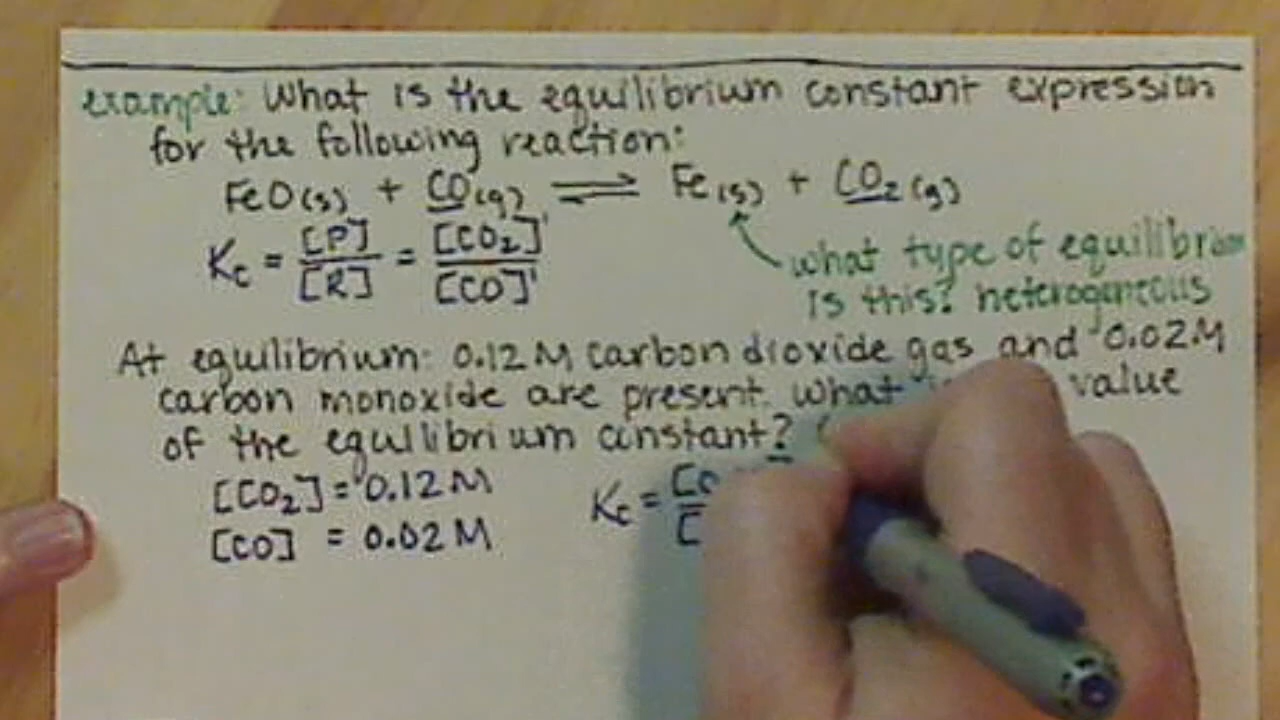 example: What is the equilibrium constant expression
for the following reaction:
FeO(s) + CO(g) ⇌ Fe(s) + CO₂(g)
Kc = [P]/[R] = [CO₂]¹/[CO]¹
what type of equilibrium
is this? heterogeneous
At equilibrium: 0.12 M carbon dioxide gas and 0.02 M
carbon monoxide are present. What value
of the equilibrium constant?
[CO₂] = 0.12 M
[CO] = 0.02 M
Kc =